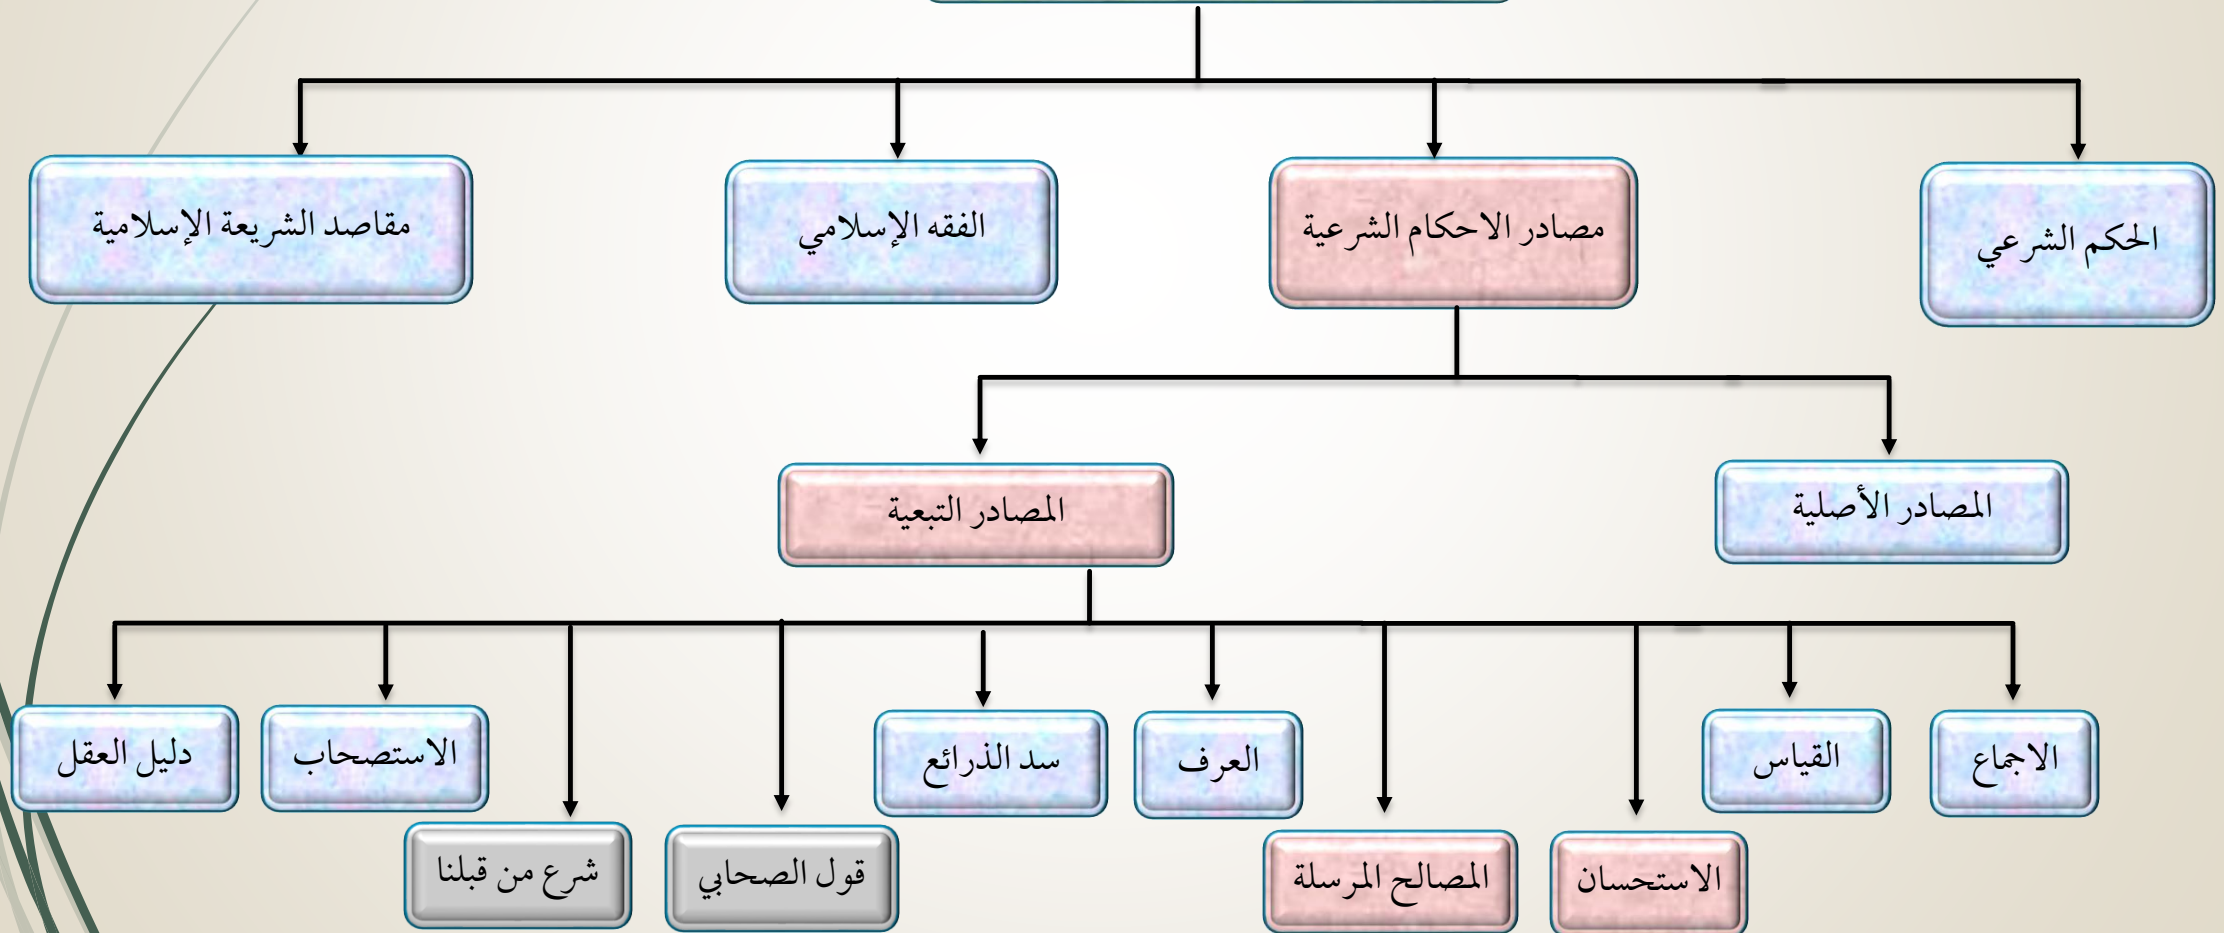 الحكم الشرعي
مصادر الاحكام الشرعية
الفقه الإسلامي
مقاصد الشريعة الإسلامية
المصادر الأصلية
المصادر التبعية
الاجماع
القياس
العرف
سد الذرائع
الاستصحاب
دليل العقل
الاستحسان
المصالح المرسلة
قول الصحابي
شرع من قبلنا